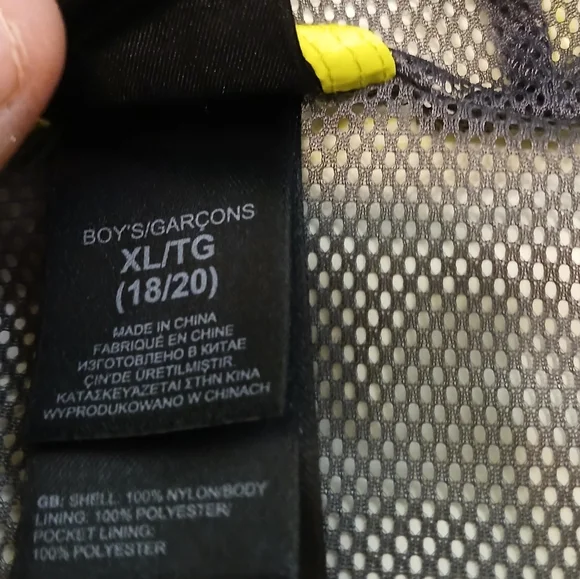 BOY'S/GARÇONS
XL/TG
(18/20)
MADE IN CHINA
FABRIQUÉ EN CHINE
ИЗГОТОВЛЕНО В КИТАЕ
ÇIN'DE ÜRETILMIŞTIR
ΚΑΤΑΣΚΕΥΑΖΕΤΑΙ ΣΤΗΝ ΚΙΝΑ
WYPRODUKOWANO W CHINACH
GB: SHELL: 100% NYLON/BODY
LINING: 100% POLYESTER/
POCKET LINING:
100% POLYESTER